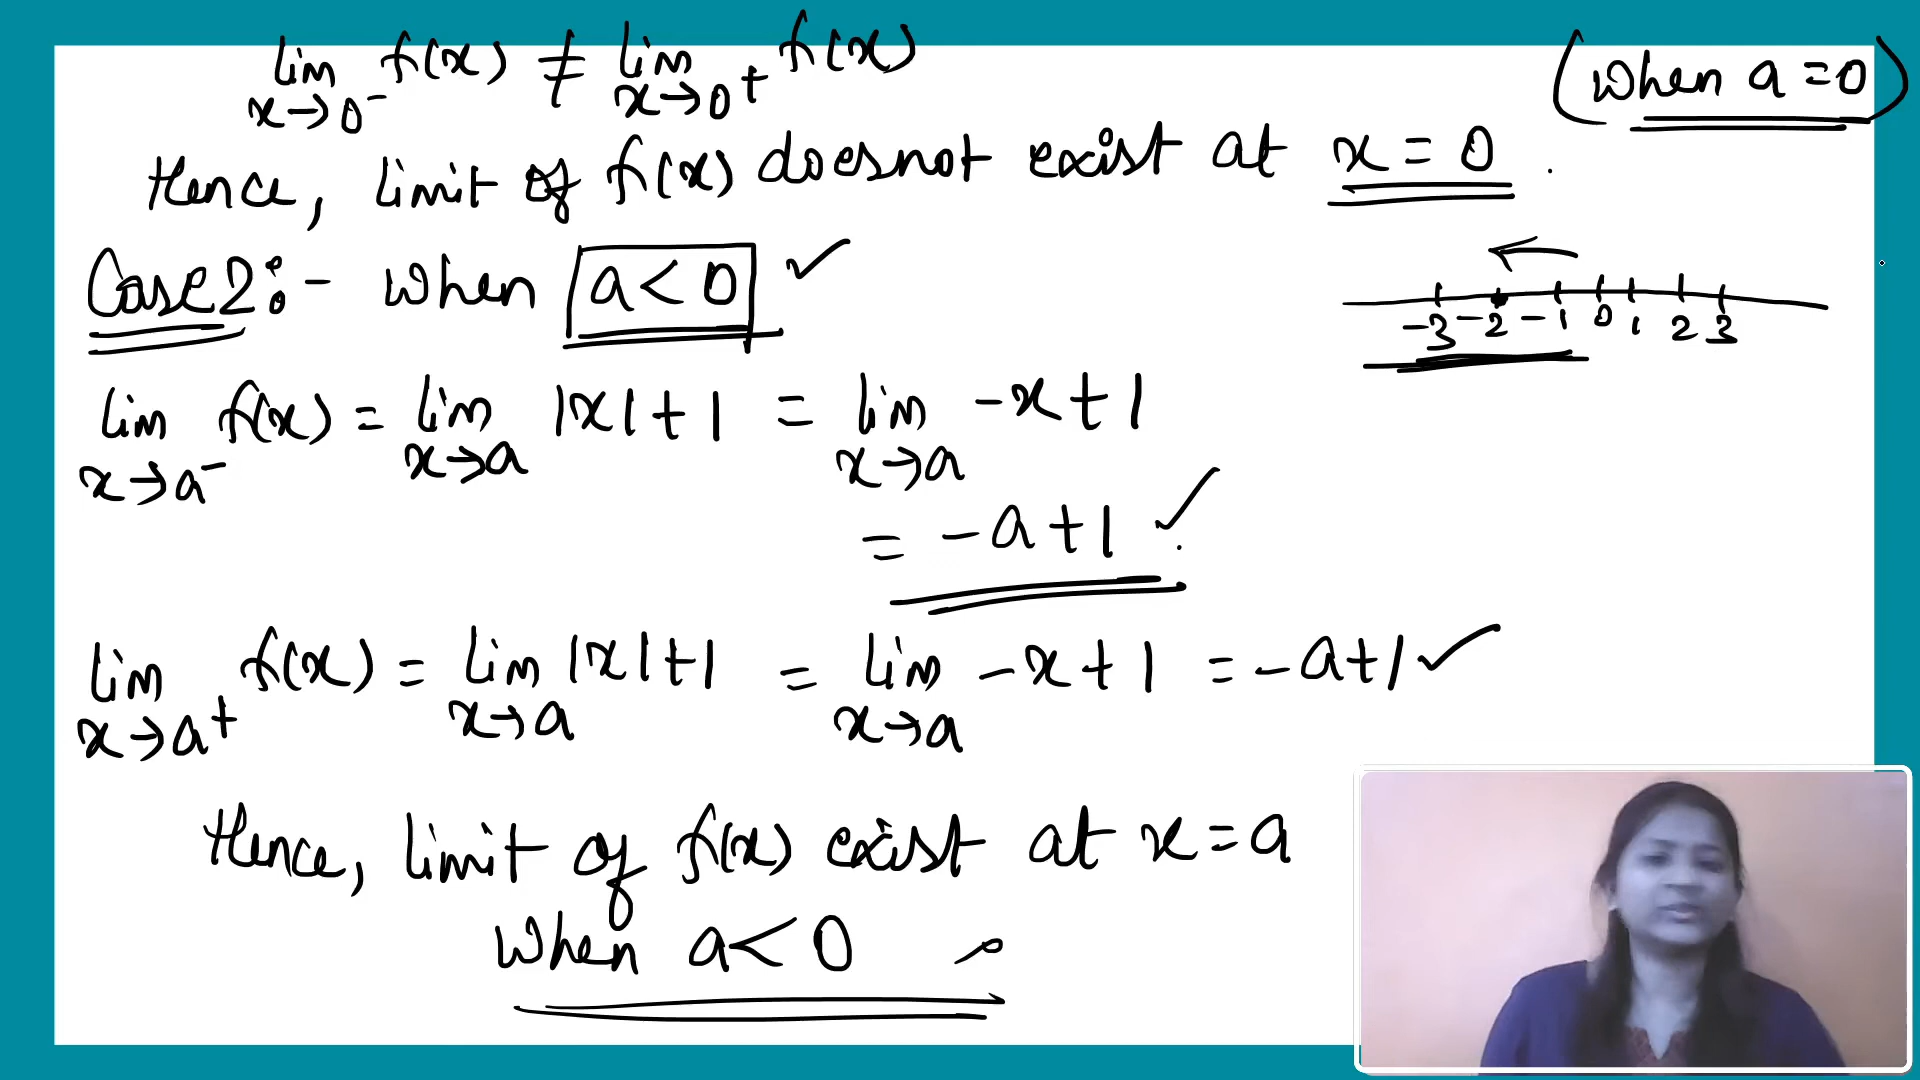 lim f(x) ≠ lim f(x)
x→0⁻ x→0⁺
(when a=0)
Hence, limit of f(x) doesnot exist at x = 0.
Case2:- when a<0 ✓
-3 -2 -1 0 1 2 3
lim f(x) = lim |x|+1 = lim -x+1
x→a⁻ x→a x→a
= -a+1 ✓
lim f(x) = lim |x|+1 = lim -x+1 = -a+1 ✓
x→a⁺ x→a x→a
Hence, limit of f(x) exist at x=a
when a<0